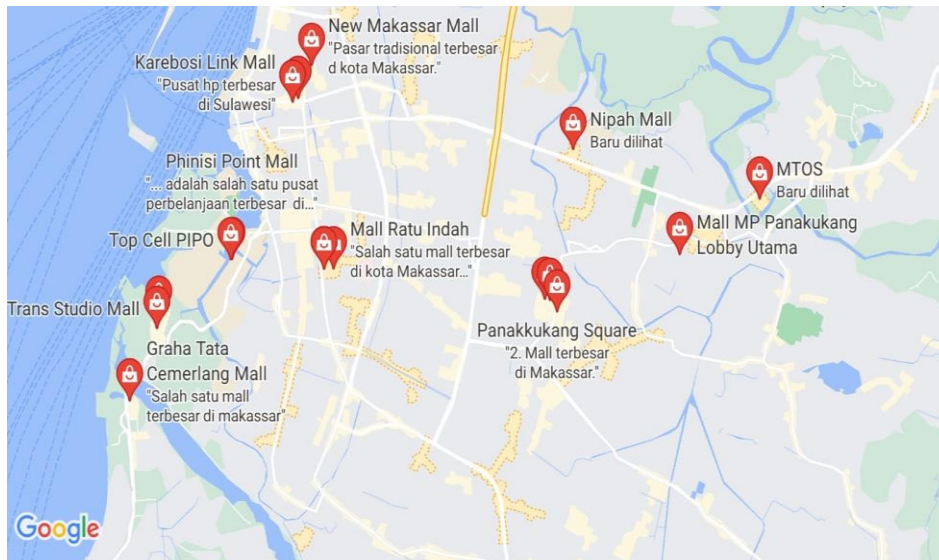 New Makassar Mall
"Pasar tradisional terbesar
d kota Makassar."
Karebosi Link Mall
"Pusat hp terbesar
di Sulawesi"
Nipah Mall
Baru dilihat
Phinisi Point Mall
"... adalah salah satu pusat
perbelanjaan terbesar di..."
MTOS
Baru dilihat
Top Cell PIPO
Mall Ratu Indah
"Salah satu mall terbesar
di kota Makassar..."
Mall MP Panakukang
Lobby Utama
Trans Studio Mall
Panakkukang Square
"2. Mall terbesar
di Makassar."
Graha Tata
Cemerlang Mall
"Salah satu mall
terbesar di makassar"
Google